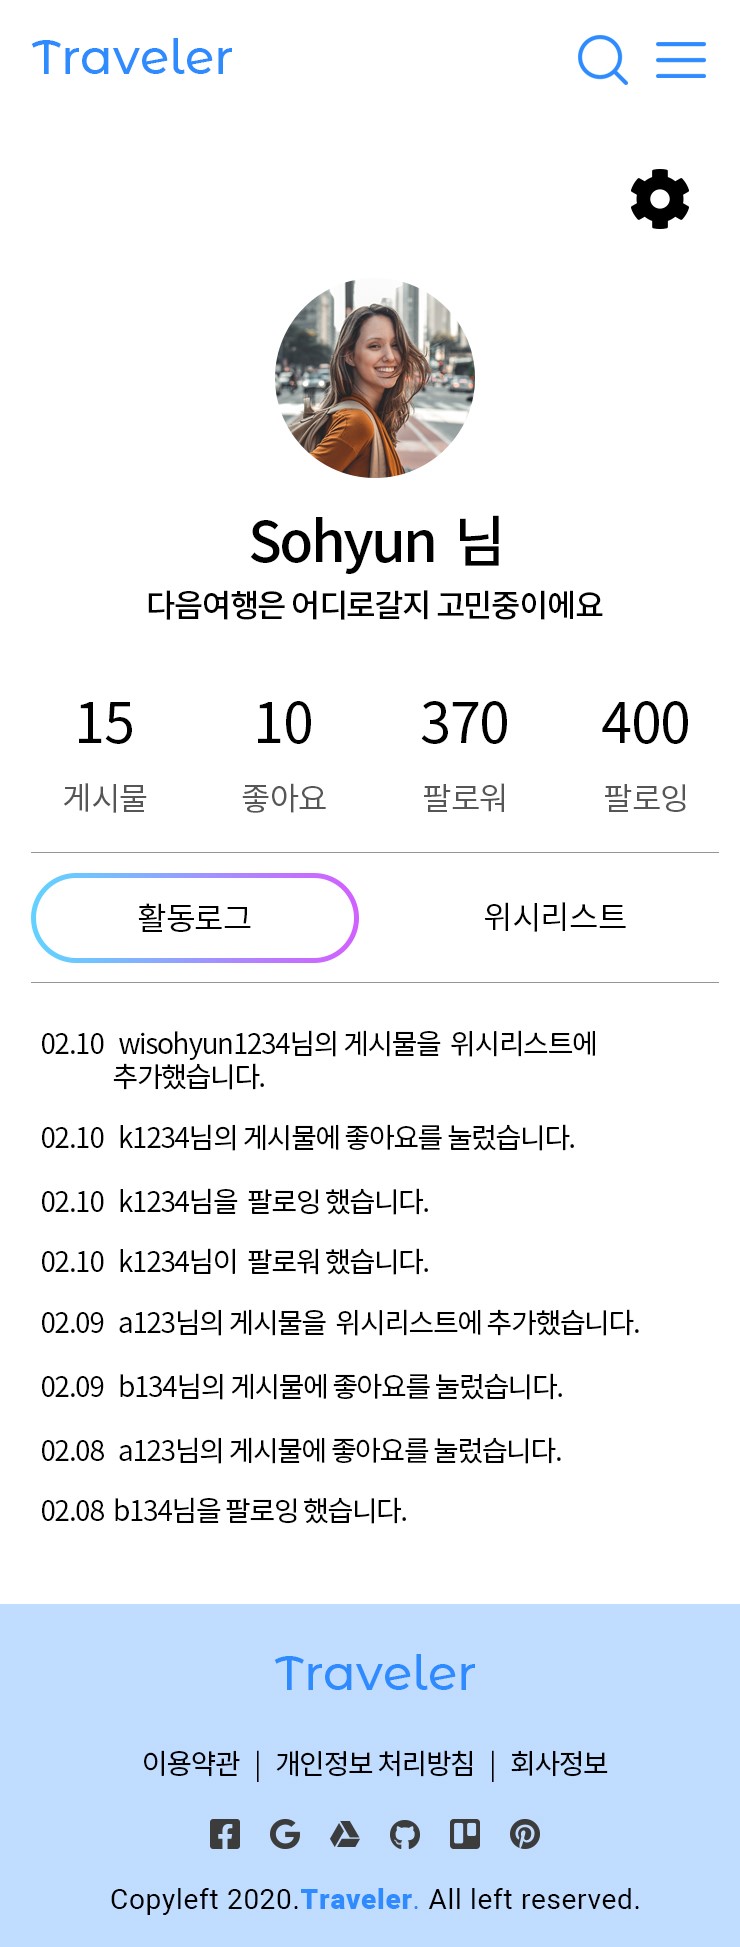 Traveler
Sohyun 님
다음여행은 어디로갈지 고민중이에요
15 10 370 400
게시물 좋아요 팔로워 팔로잉
활동로그 위시리스트
02.10 wisohyun1234님의 게시물을 위시리스트에
추가했습니다.
02.10 k1234님의 게시물에 좋아요를 눌렀습니다.
02.10 k1234님을 팔로잉 했습니다.
02.10 k1234님이 팔로워 했습니다.
02.09 a123님의 게시물을 위시리스트에 추가했습니다.
02.09 b134님의 게시물에 좋아요를 눌렀습니다.
02.08 a123님의 게시물에 좋아요를 눌렀습니다.
02.08 b134님을 팔로잉 했습니다.
Traveler
이용약관 | 개인정보 처리방침 | 회사정보
Copyleft 2020.Traveler. All left reserved.